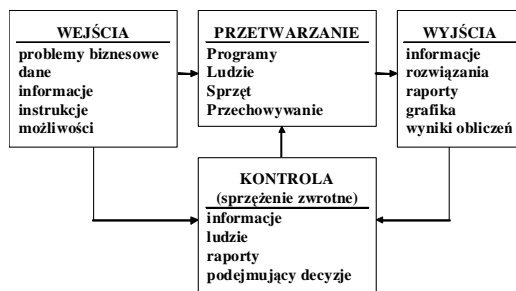 WEJŚCIA
problemy biznesowe
dane
informacje
instrukcje
możliwości
PRZETWARZANIE
Programy
Ludzie
Sprzęt
Przechowywanie
WYJŚCIA
informacje
rozwiązania
raporty
grafika
wyniki obliczeń
KONTROLA
(sprzężenie zwrotne)
informacje
ludzie
raporty
podejmujący decyzje